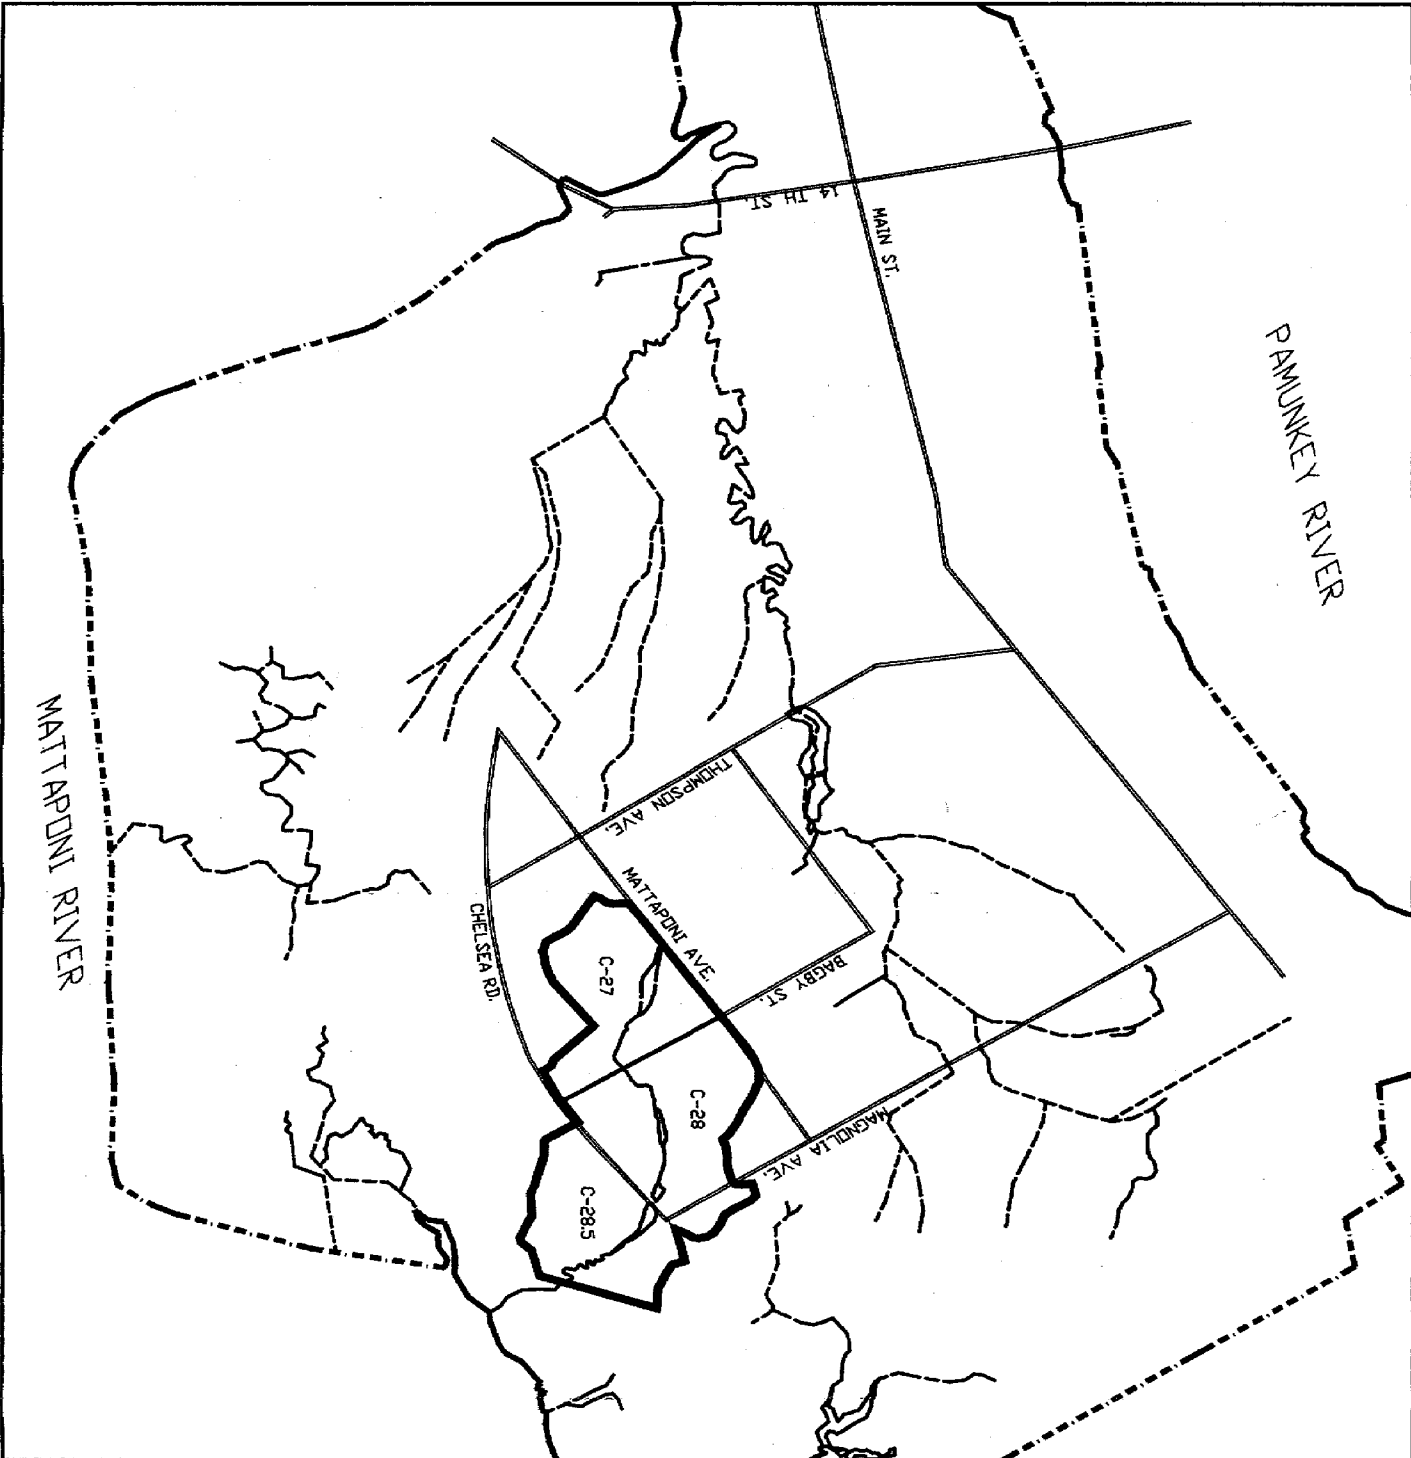 14 TH ST.
MAIN ST.
PAMUNKEY RIVER
MATTAPONI RIVER
THOMPSON AVE.
MATTAPONI AVE.
CHELSEA RD.
C-27
BAGBY ST.
C-28
MAGNOLIA AVE.
C-28.5